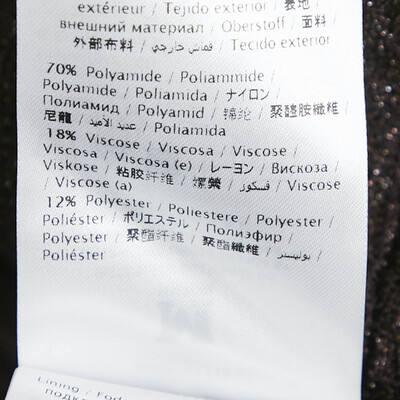 extérieur / Tejido exterior / 表地 /
внешний материал / Oberstoff / 面料 /
外部布料 / قماش خارجي / Tecido exterior
70% Polyamide / Poliammide /
Polyamide / Poliamida / ナイロン /
Полиамид / Polyamid / 锦纶 / 聚醯胺纖維 /
尼龍 / عديد الأميد / Poliamida
18% Viscose / Viscosa / Viscose /
Viscosa / Viscosa (e) / レーヨン / Вискоза /
Viskose / 粘胶纤维 / 嫘縈 / فسكوز / Viscose
/ Viscose (a)
12% Polyester / Poliestere / Polyester /
Poliéster / ポリエステル / Полиэфир /
Polyester / 聚酯纤维 / 聚酯纖維 / بوليستر /
Poliéster
Lining / Fod
подк